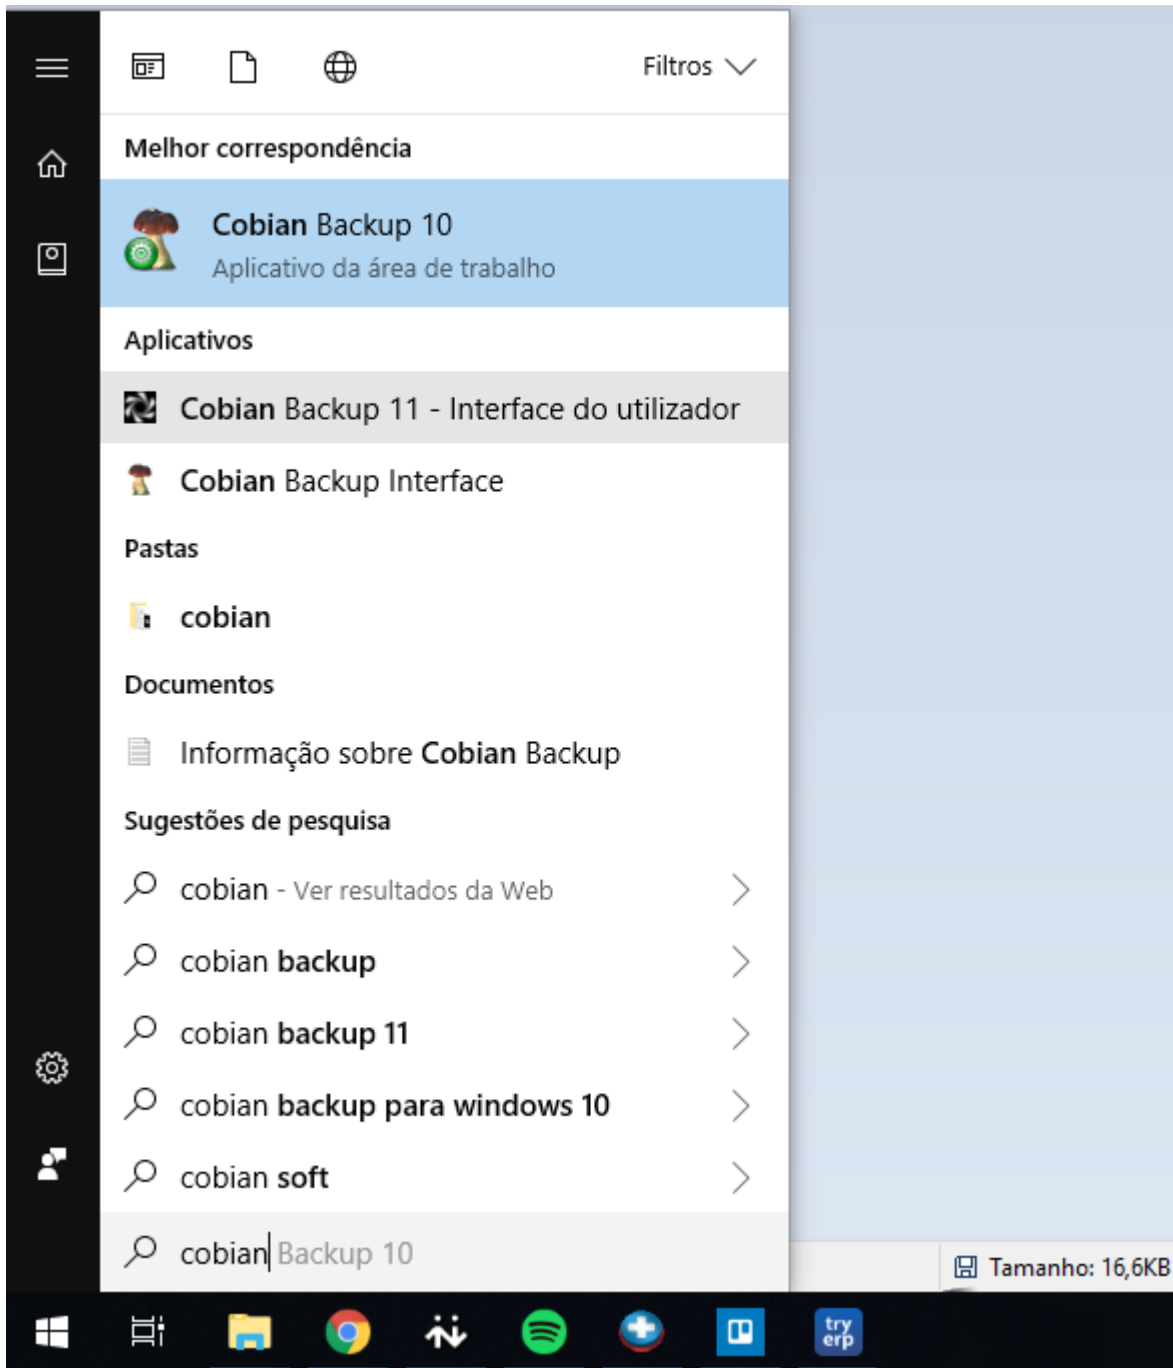 Filtros
Melhor correspondência
Cobian Backup 10
Aplicativo da área de trabalho
Aplicativos
Cobian Backup 11 - Interface do utilizador
Cobian Backup Interface
Pastas
cobian
Documentos
Informação sobre Cobian Backup
Sugestões de pesquisa
cobian - Ver resultados da Web
cobian backup
cobian backup 11
cobian backup para windows 10
cobian soft
cobian Backup 10
Tamanho: 16,6KB
try
erp